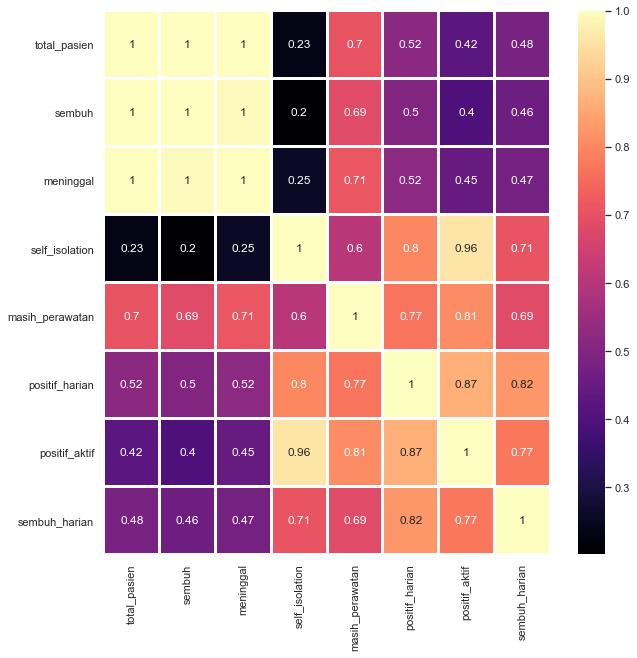 total_pasien 1 1 1 0.23 0.7 0.52 0.42 0.48
sembuh 1 1 1 0.2 0.69 0.5 0.4 0.46
meninggal 1 1 1 0.25 0.71 0.52 0.45 0.47
self_isolation 0.23 0.2 0.25 1 0.6 0.8 0.96 0.71
masih_perawatan 0.7 0.69 0.71 0.6 1 0.77 0.81 0.69
positif_harian 0.52 0.5 0.52 0.8 0.77 1 0.87 0.82
positif_aktif 0.42 0.4 0.45 0.96 0.81 0.87 1 0.77
sembuh_harian 0.48 0.46 0.47 0.71 0.69 0.82 0.77 1
total_pasien
sembuh
meninggal
self_isolation
masih_perawatan
positif_harian
positif_aktif
sembuh_harian
1.0
0.9
0.8
0.7
0.6
0.5
0.4
0.3